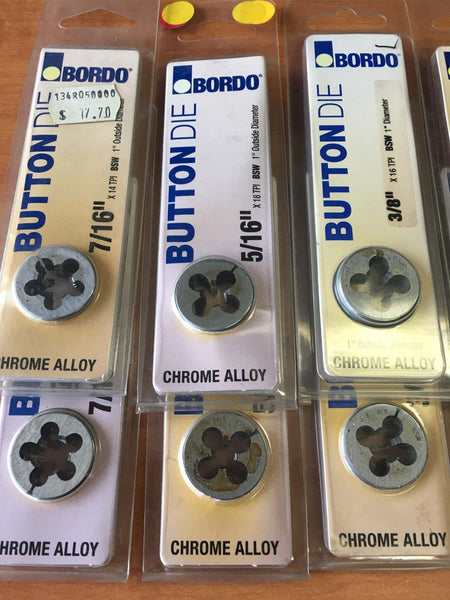 BORDO
1348050000
$ 17.70
BUTTON DIE
7/16"
X 14 TPI BSW 1" Outside Diameter
CHROME ALLOY
BORDO
BUTTON DIE
5/16"
X 18 TPI BSW 1" Outside Diameter
CHROME ALLOY
BORDO
BUTTON DIE
3/8"
X 16 TPI BSW 1" Diameter
1" Outside diameter
CHROME ALLOY
CHROME ALLOY
CHROME ALLOY
CHROME ALLOY